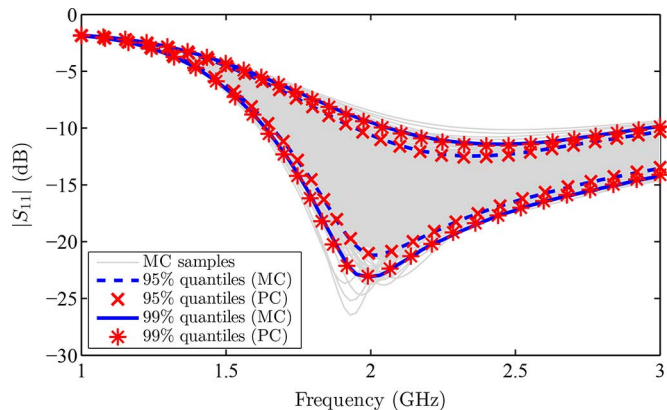 0
−5
−10
−15
−20
−25
−30
|S11| (dB)
MC samples
95% quantiles (MC)
95% quantiles (PC)
99% quantiles (MC)
99% quantiles (PC)
1
1.5
2
2.5
3
Frequency (GHz)